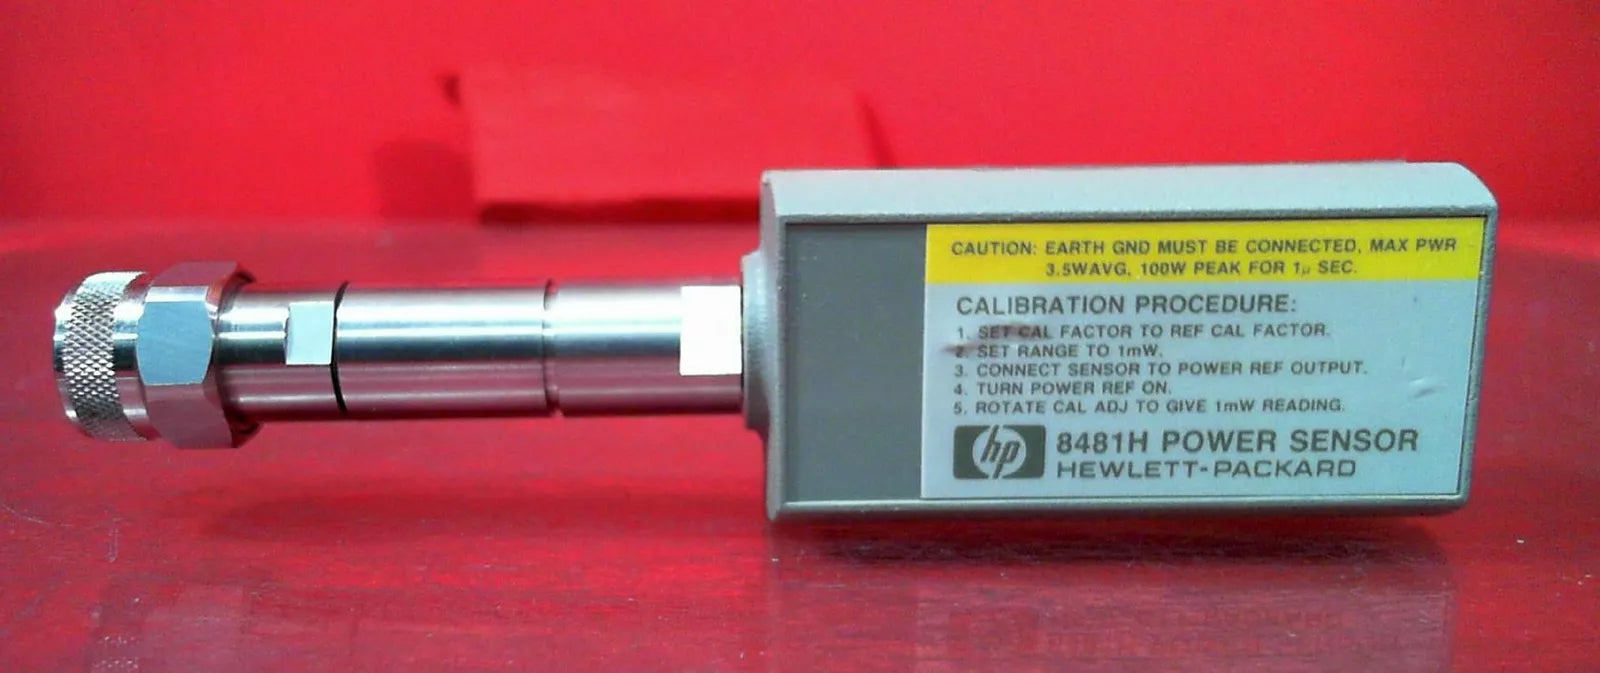 CAUTION: EARTH GND MUST BE CONNECTED, MAX PWR
3.5WAVG, 100W PEAK FOR 1μ SEC.
CALIBRATION PROCEDURE:
1. SET CAL FACTOR TO REF CAL FACTOR.
2. SET RANGE TO 1mW.
3. CONNECT SENSOR TO POWER REF OUTPUT.
4. TURN POWER REF ON.
5. ROTATE CAL ADJ TO GIVE 1mW READING.
hp 8481H POWER SENSOR
HEWLETT-PACKARD